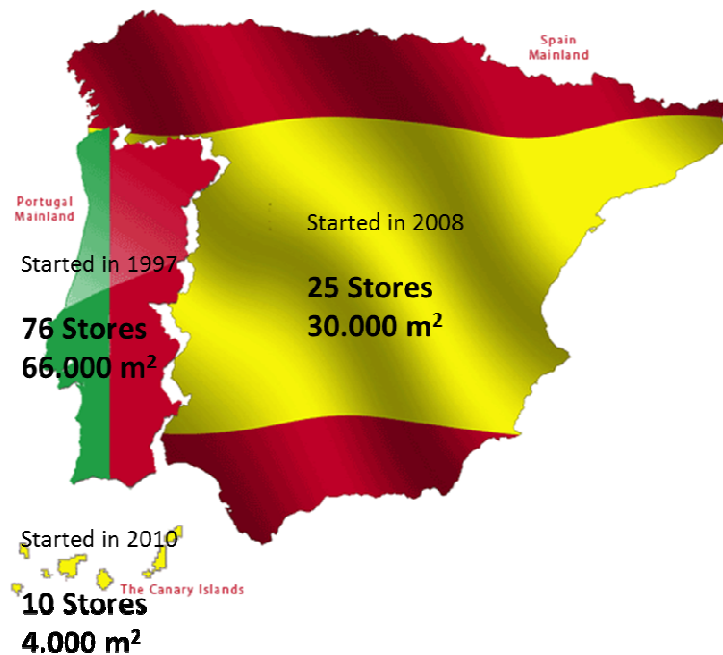 Spain
Mainland
Portugal
Mainland
Started in 2008
Started in 1997
25 Stores
30.000 m²
76 Stores
66.000 m²
Started in 2010
The Canary Islands
10 Stores
4.000 m²